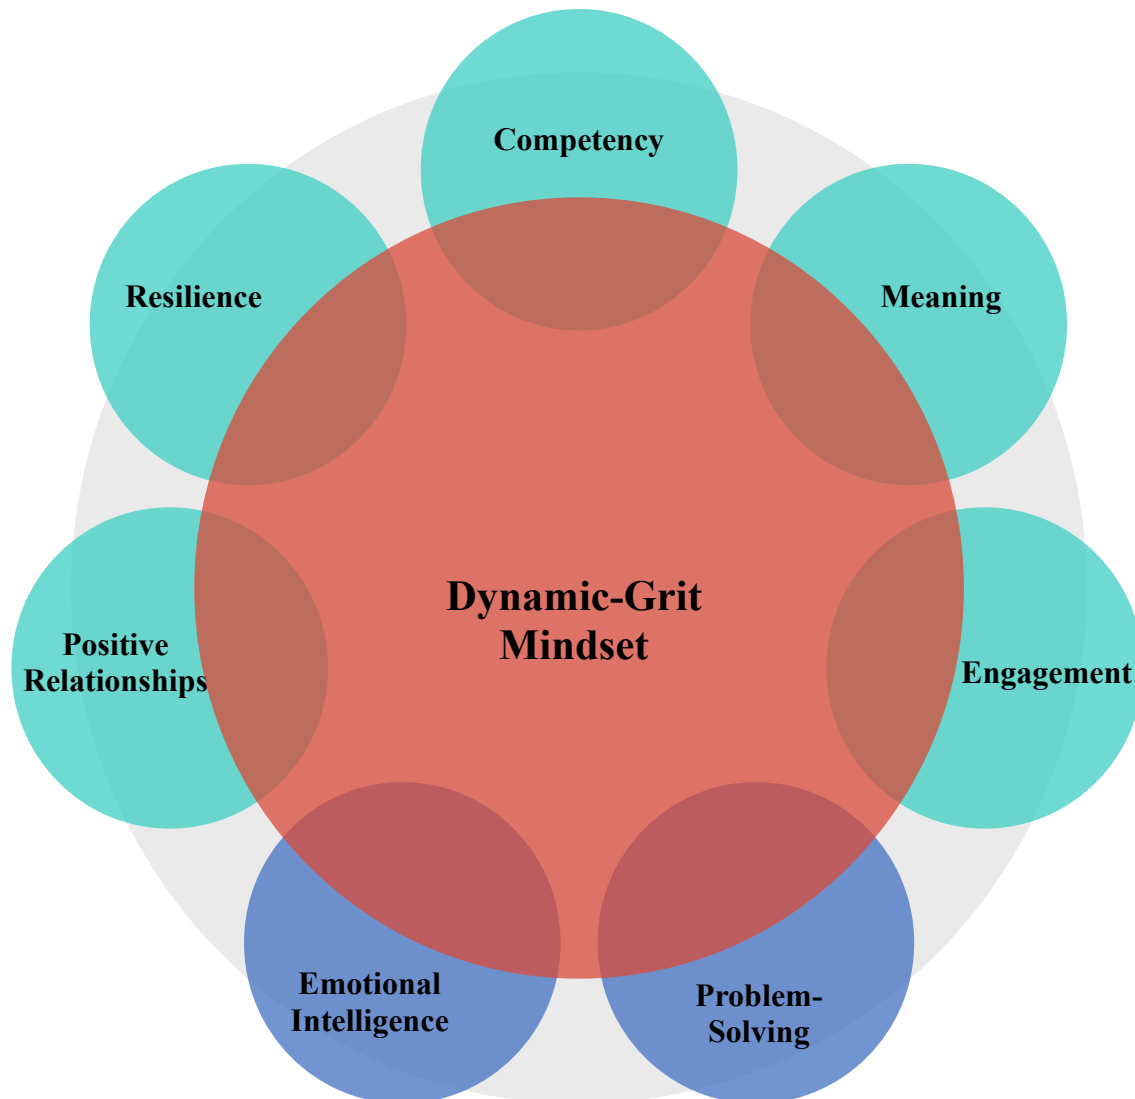 Competency
Resilience
Meaning
Dynamic-Grit
Mindset
Positive
Relationships
Engagement
Emotional
Intelligence
Problem-
Solving